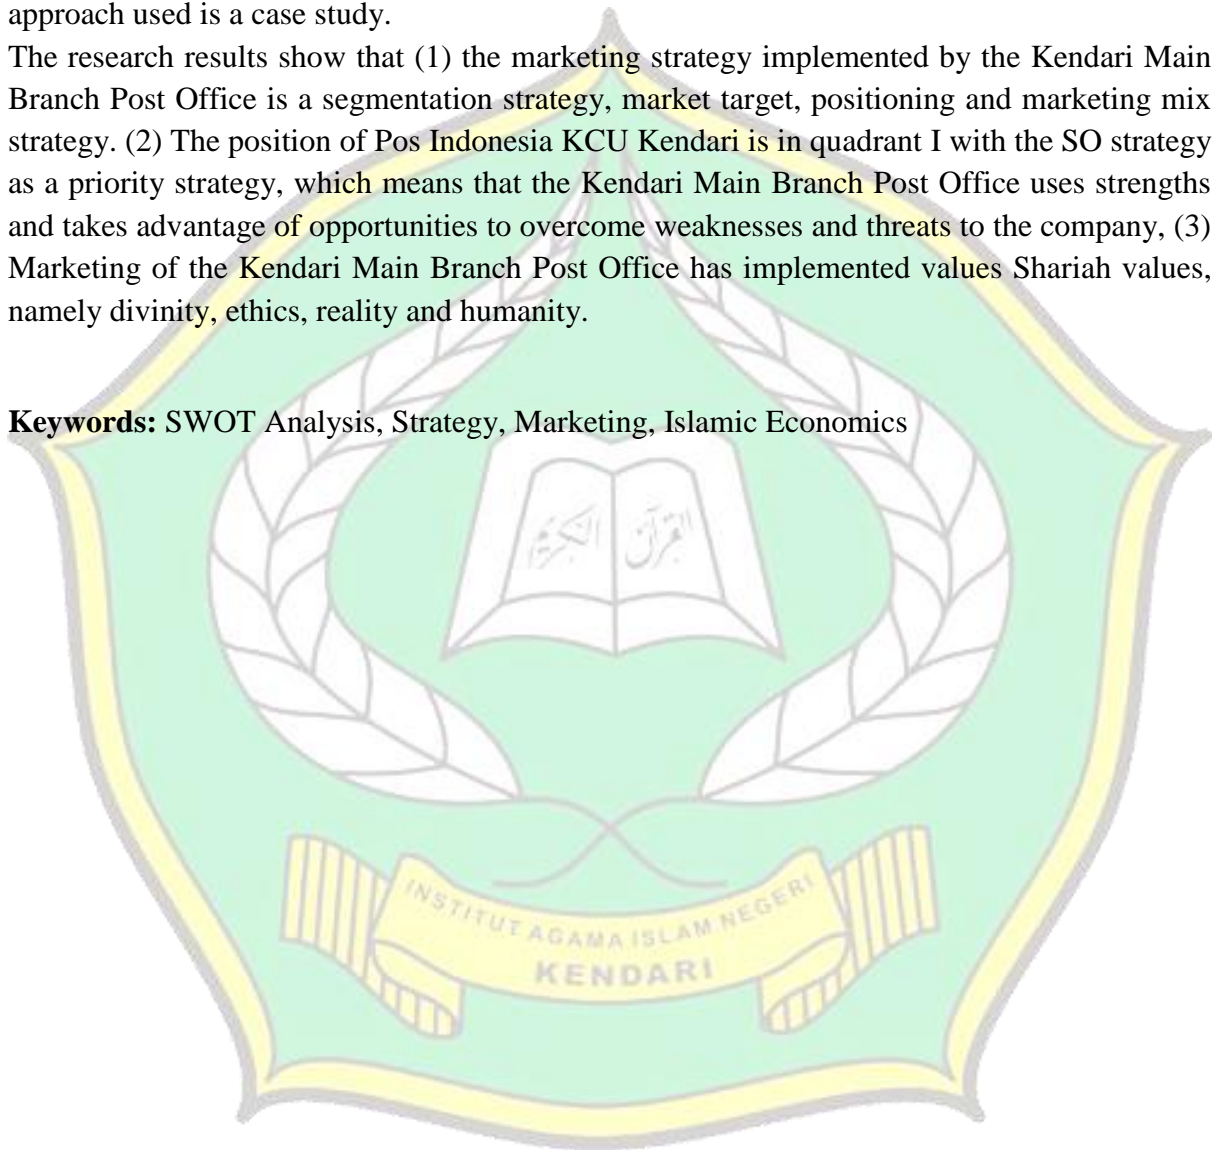 approach used is a case study.
The research results show that (1) the marketing strategy implemented by the Kendari Main
Branch Post Office is a segmentation strategy, market target, positioning and marketing mix
strategy. (2) The position of Pos Indonesia KCU Kendari is in quadrant I with the SO strategy
as a priority strategy, which means that the Kendari Main Branch Post Office uses strengths
and takes advantage of opportunities to overcome weaknesses and threats to the company, (3)
Marketing of the Kendari Main Branch Post Office has implemented values Shariah values,
namely divinity, ethics, reality and humanity.
Keywords: SWOT Analysis, Strategy, Marketing, Islamic Economics
القرآن الكريم
INSTITUT AGAMA ISLAM NEGERI
KENDARI